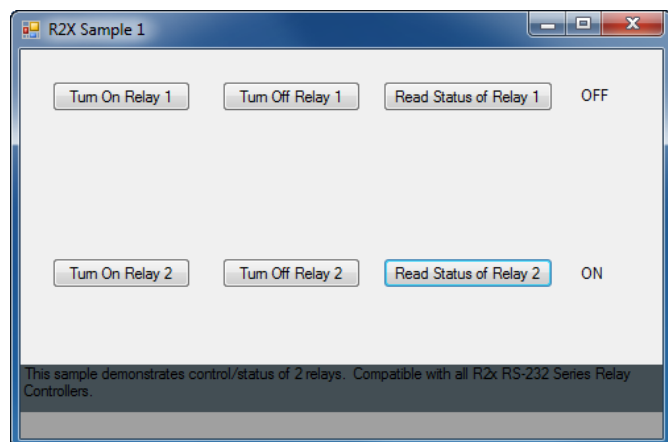 R2X Sample 1
Turn On Relay 1 Turn Off Relay 1 Read Status of Relay 1 OFF
Turn On Relay 2 Turn Off Relay 2 Read Status of Relay 2 ON
This sample demonstrates control/status of 2 relays. Compatible with all R2x RS-232 Series Relay
Controllers.